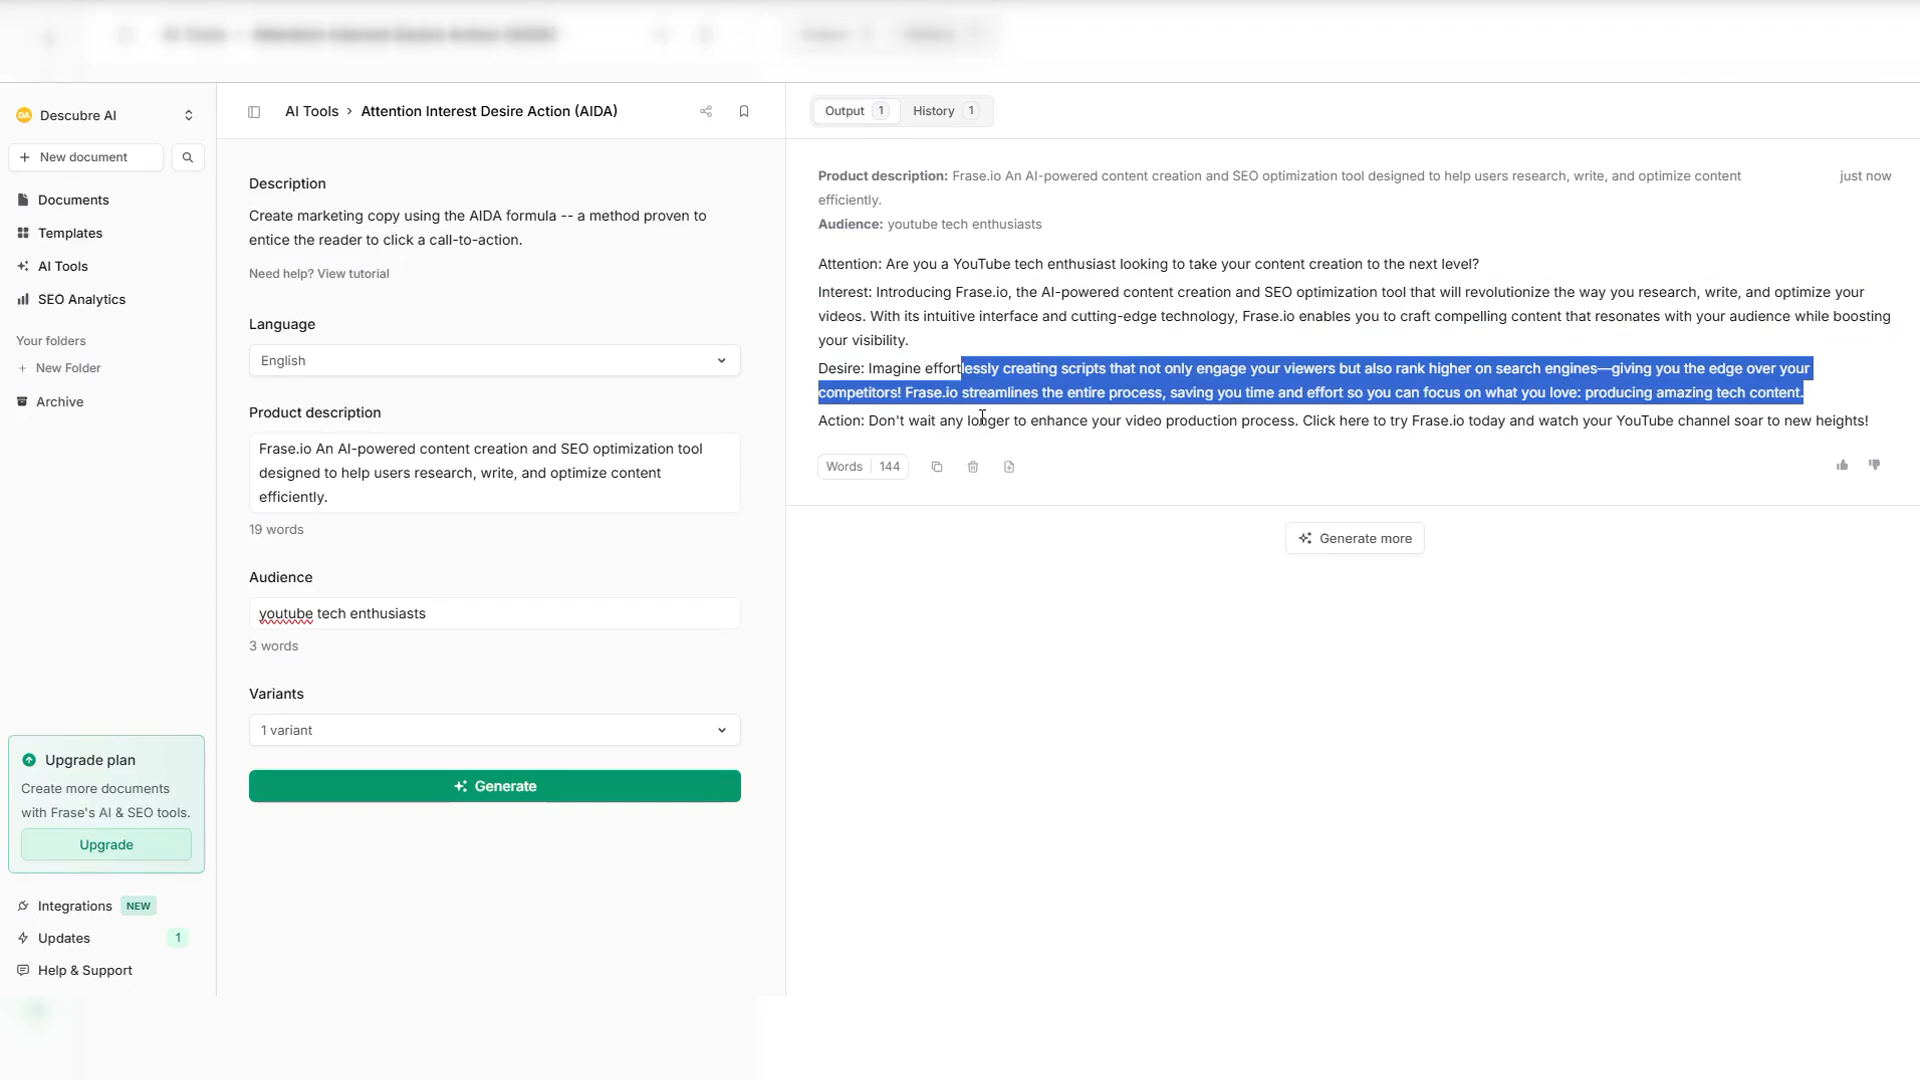 Descubre AI
New document
Documents
Templates
AI Tools
SEO Analytics
Your folders
New Folder
Archive
Upgrade plan
Create more documents
with Frase's AI & SEO tools.
Upgrade
Integrations NEW
Updates 1
Help & Support
AI Tools > Attention Interest Desire Action (AIDA)
Description
Create marketing copy using the AIDA formula -- a method proven to
entice the reader to click a call-to-action.
Need help? View tutorial
Language
English
Product description
Frase.io An AI-powered content creation and SEO optimization tool
designed to help users research, write, and optimize content
efficiently.
19 words
Audience
youtube tech enthusiasts
3 words
Variants
1 variant
Generate
Output 1 History 1
Product description: Frase.io An AI-powered content creation and SEO optimization tool designed to help users research, write, and optimize content just now
efficiently.
Audience: youtube tech enthusiasts
Attention: Are you a YouTube tech enthusiast looking to take your content creation to the next level?
Interest: Introducing Frase.io, the AI-powered content creation and SEO optimization tool that will revolutionize the way you research, write, and optimize your
videos. With its intuitive interface and cutting-edge technology, Frase.io enables you to craft compelling content that resonates with your audience while boosting
your visibility.
Desire: Imagine effortlessly creating scripts that not only engage your viewers but also rank higher on search engines—giving you the edge over your
competitors! Frase.io streamlines the entire process, saving you time and effort so you can focus on what you love: producing amazing tech content.
Action: Don't wait any longer to enhance your video production process. Click here to try Frase.io today and watch your YouTube channel soar to new heights!
Words 144
Generate more